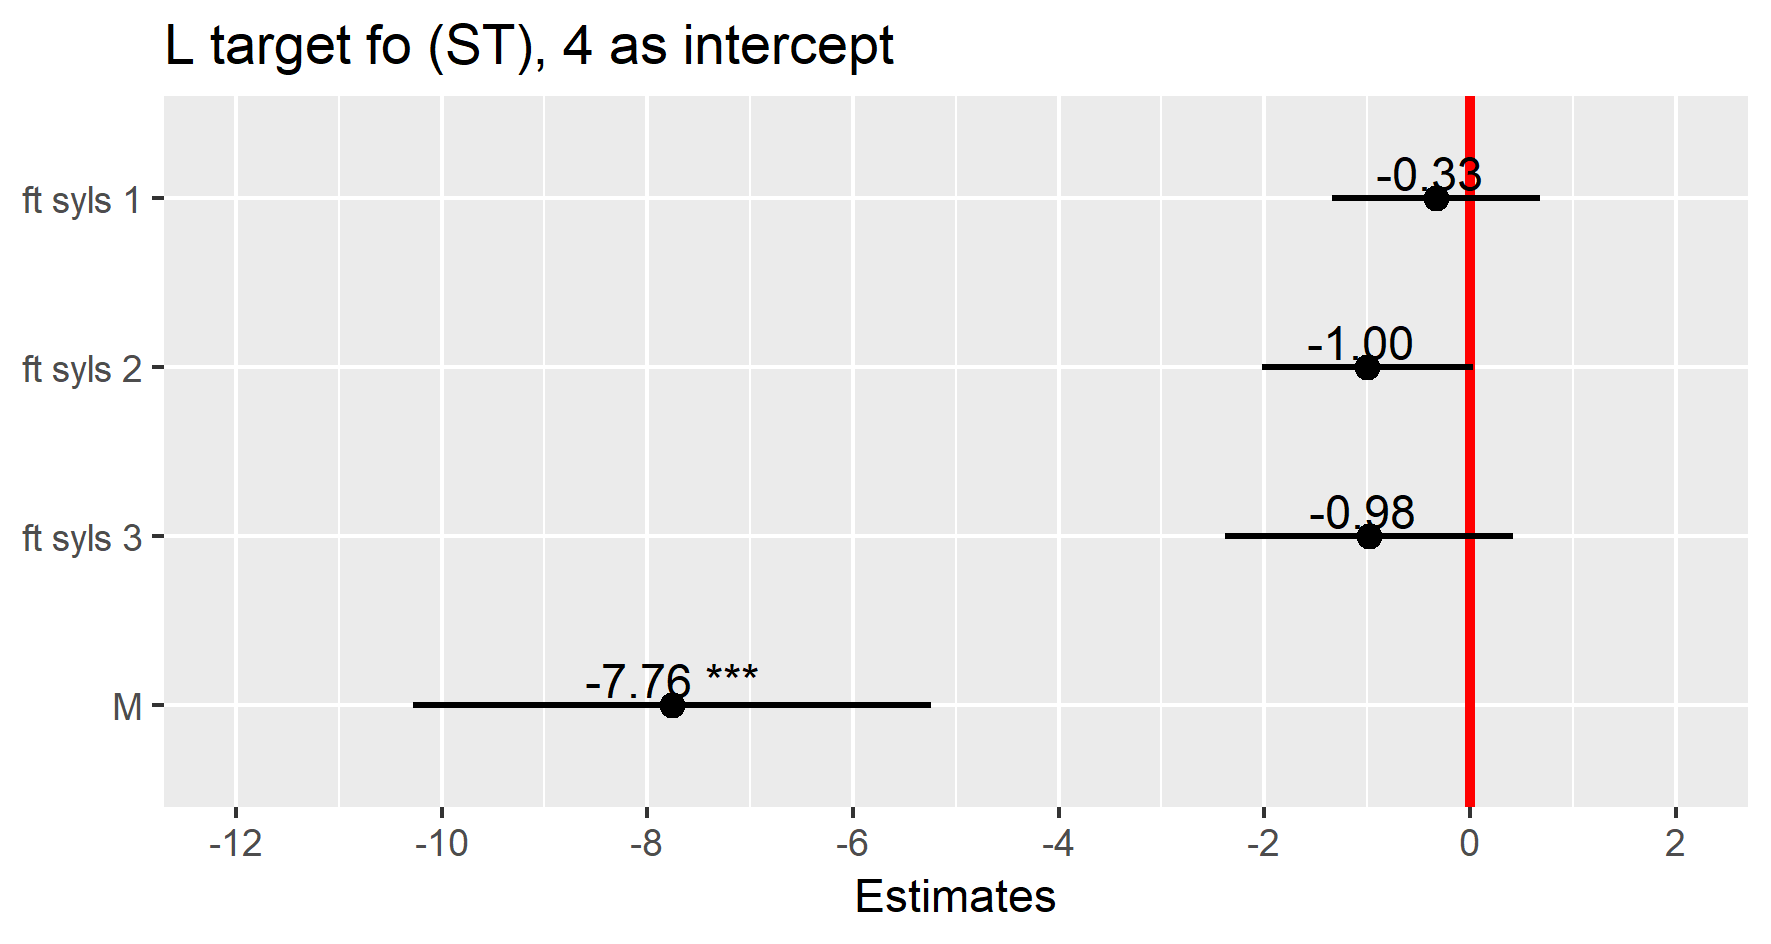 L target fo (ST), 4 as intercept
ft syls 1
-0.33
ft syls 2
-1.00
ft syls 3
-0.98
M
-7.76 ***
-12 -10 -8 -6 -4 -2 0 2
Estimates